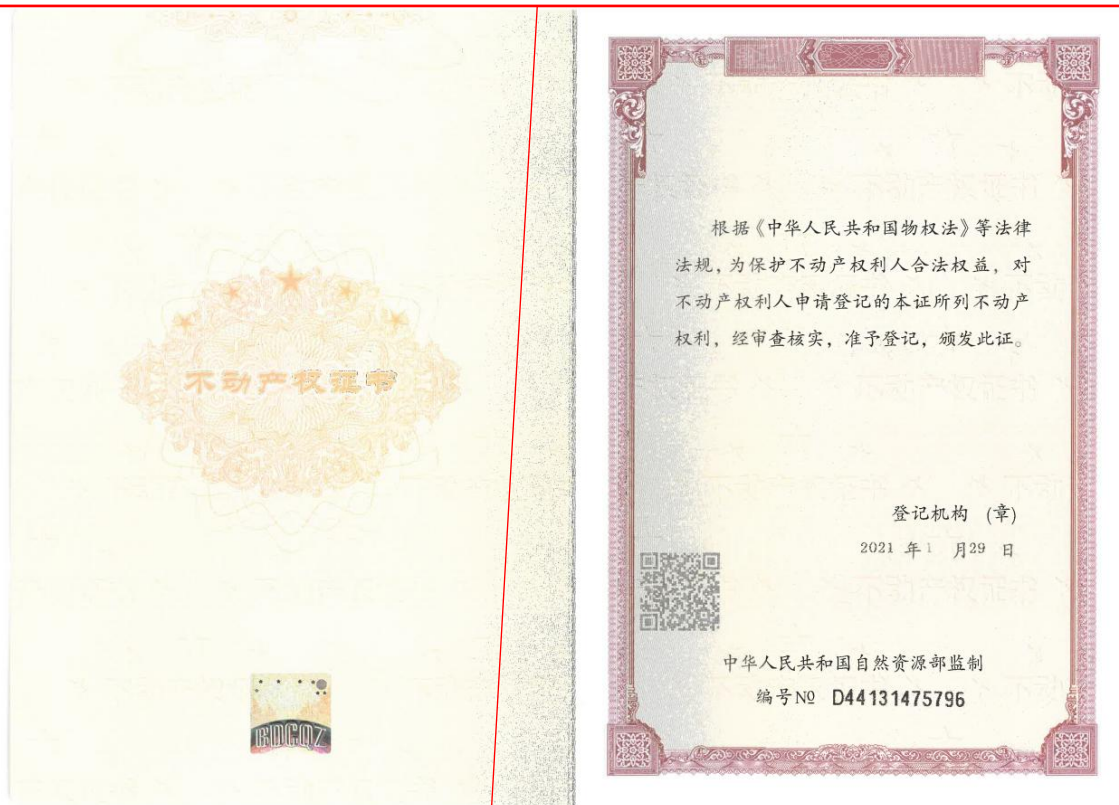 不动产权证书
BDCQZ
根据《中华人民共和国物权法》等法律
法规,为保护不动产权利人合法权益,对
不动产权利人申请登记的本证所列不动产
权利,经审查核实,准予登记,颁发此证。
登记机构 (章)
2021 年1 月29 日
中华人民共和国自然资源部监制
编号№ D44131475796